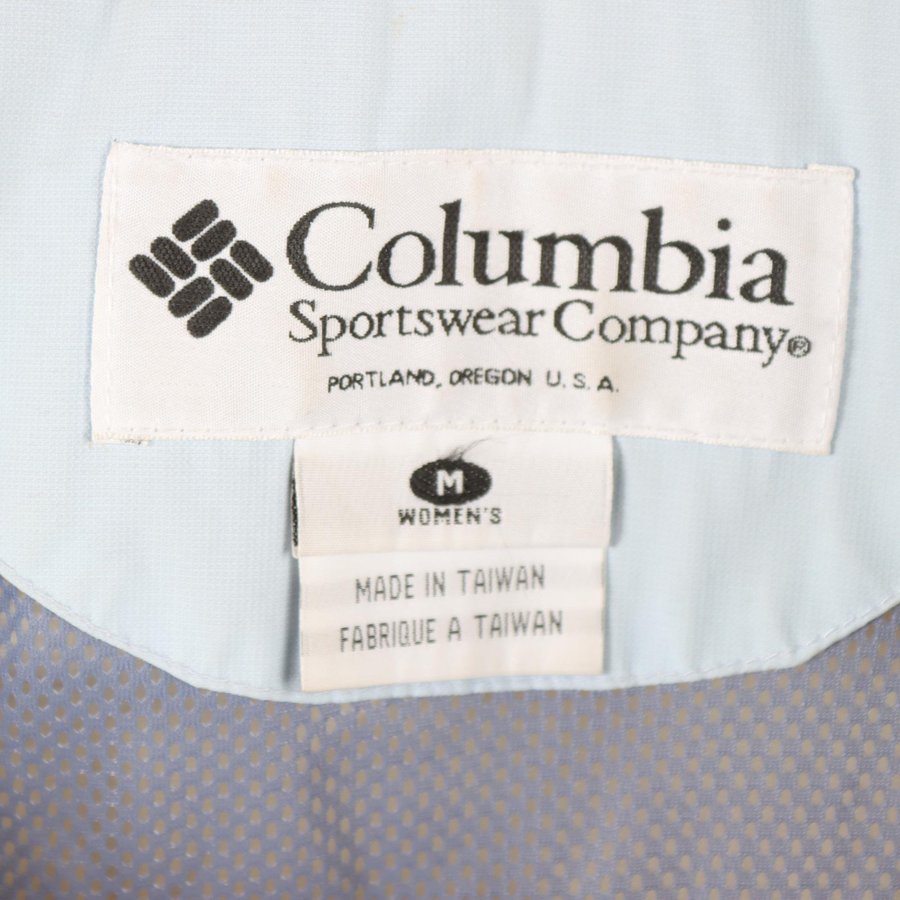 Columbia
Sportswear Company®
PORTLAND, OREGON U.S.A.
M
WOMEN'S
MADE IN TAIWAN
FABRIQUE A TAIWAN